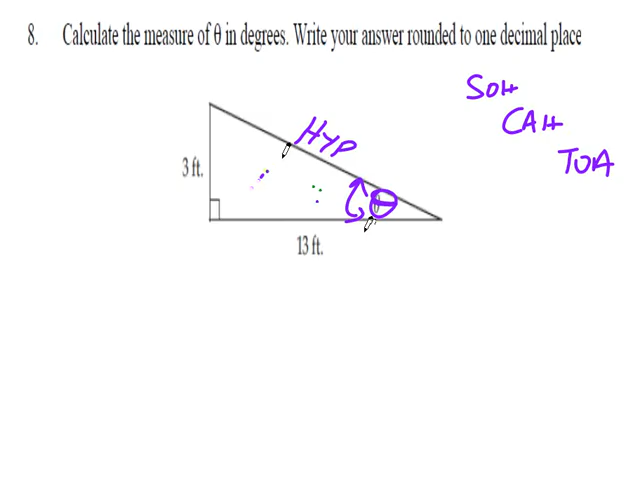 8. Calculate the measure of θ in degrees. Write your answer rounded to one decimal place
SOH
CAH
TOA
HYP
3 ft.
θ
13 ft.